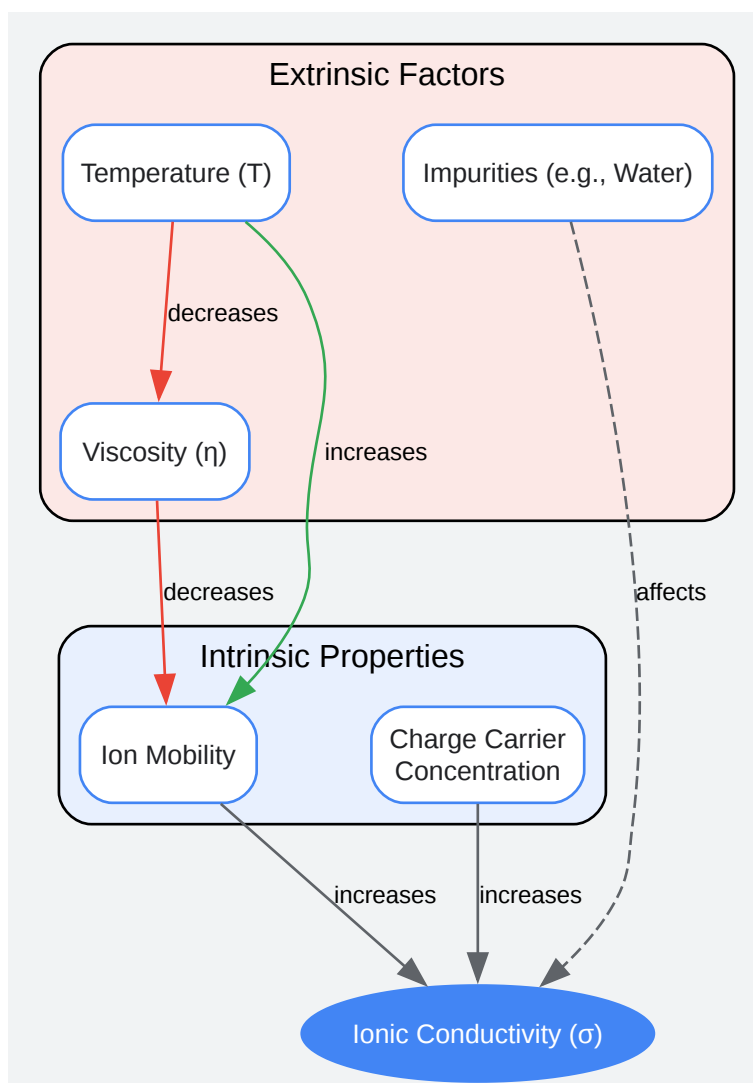 Extrinsic Factors
Temperature (T)
Impurities (e.g., Water)
decreases
Viscosity (η)
increases
decreases
affects
Intrinsic Properties
Ion Mobility
Charge Carrier
Concentration
increases
increases
Ionic Conductivity (σ)